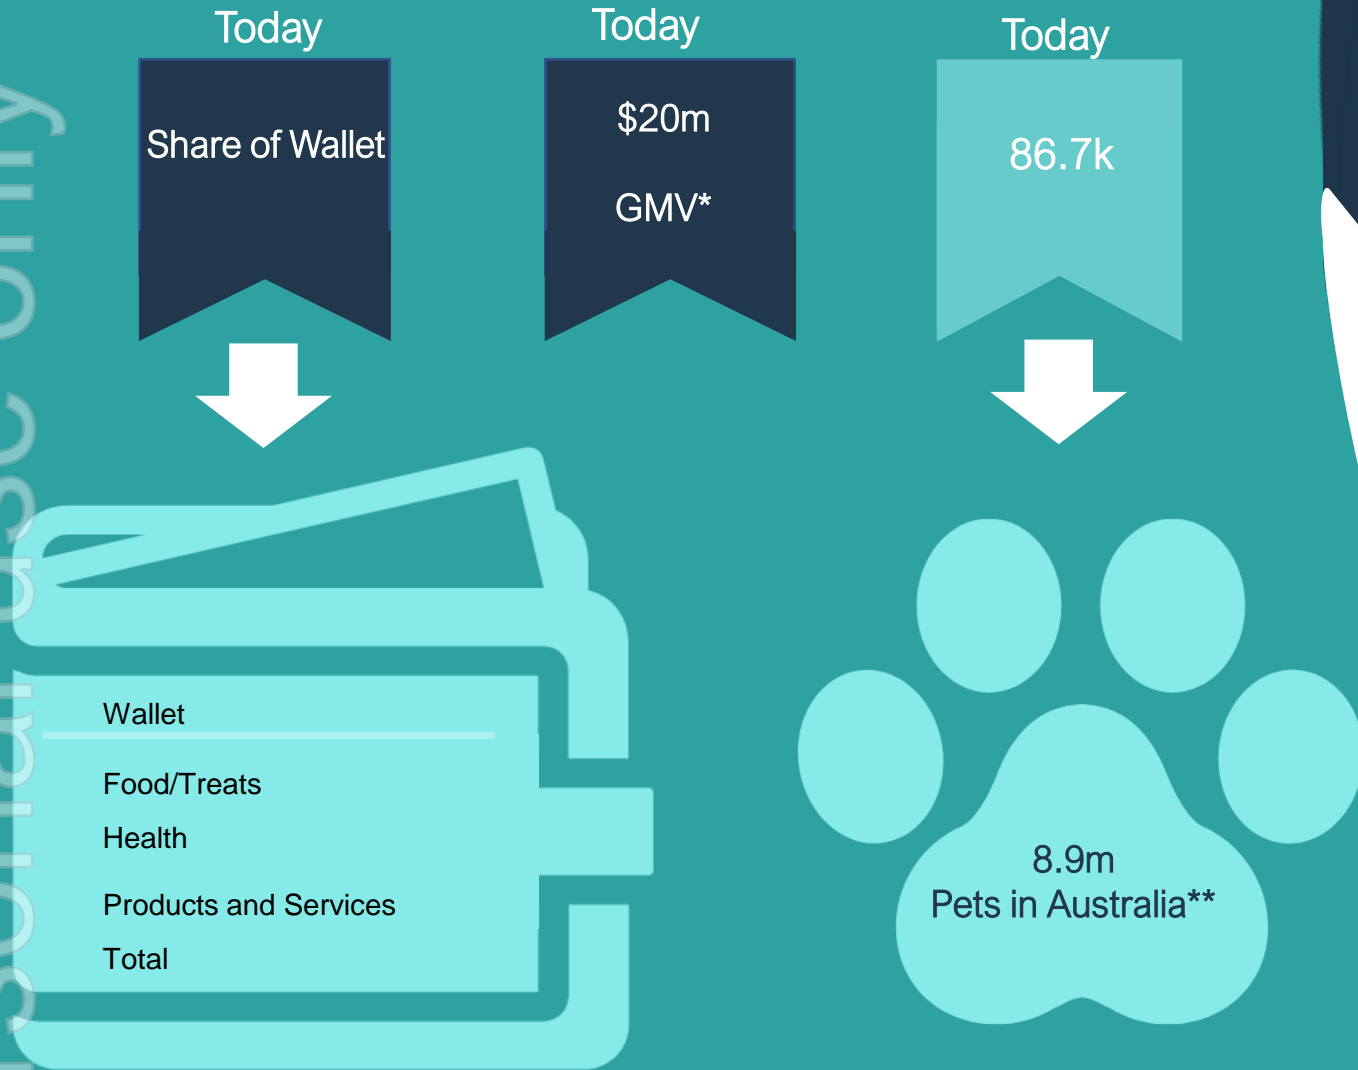 Today
Share of Wallet
Today
$20m
GMV*
Today
86.7k
Wallet
Food/Treats
Health
Products and Services
Total
8.9m
Pets in Australia**